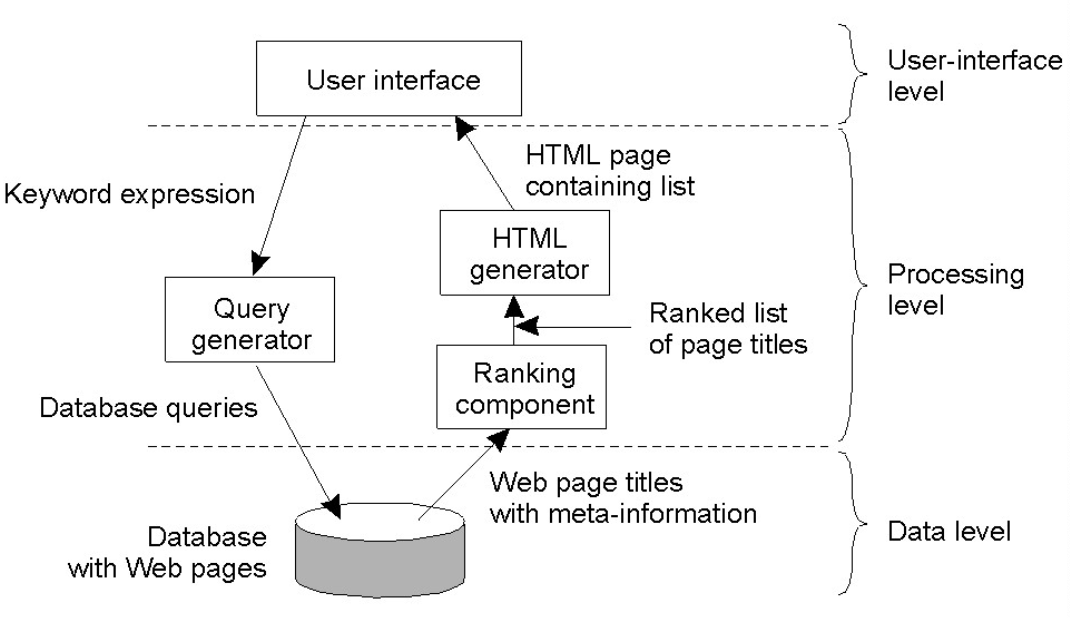 User interface
User-interface
level
HTML page
containing list
Keyword expression
HTML
generator
Processing
level
Query
generator
Ranked list
of page titles
Ranking
component
Database queries
Web page titles
with meta-information
Database
with Web pages
Data level